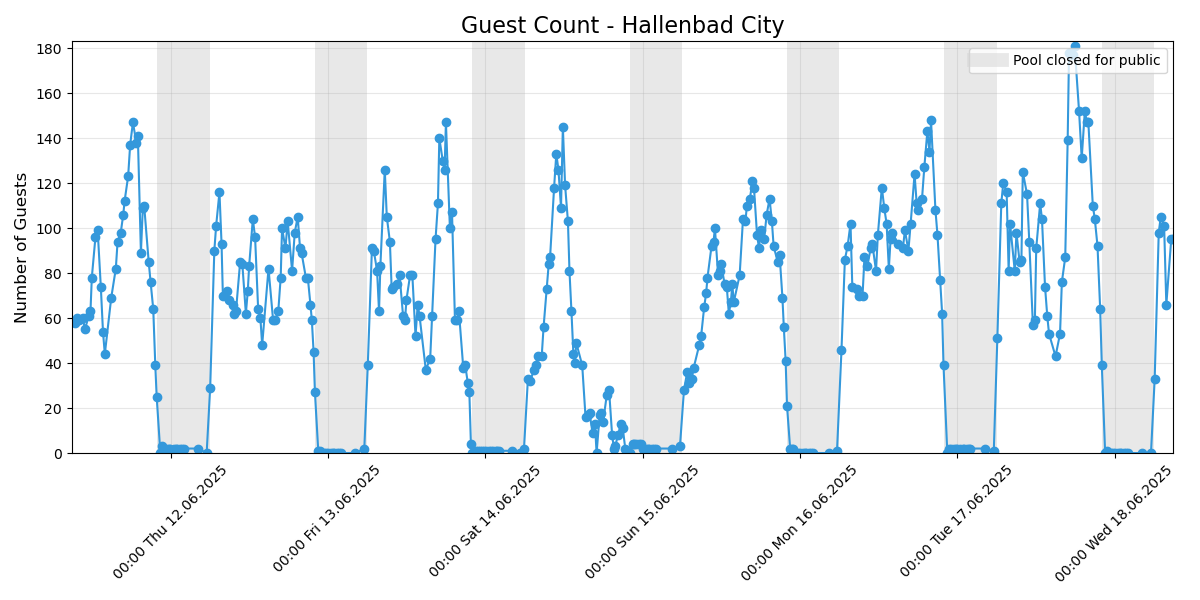 Guest Count - Hallenbad City
Pool closed for public
Number of Guests
180
160
140
120
100
80
60
40
20
0
00:00 Thu 12.06.2025
00:00 Fri 13.06.2025
00:00 Sat 14.06.2025
00:00 Sun 15.06.2025
00:00 Mon 16.06.2025
00:00 Tue 17.06.2025
00:00 Wed 18.06.2025